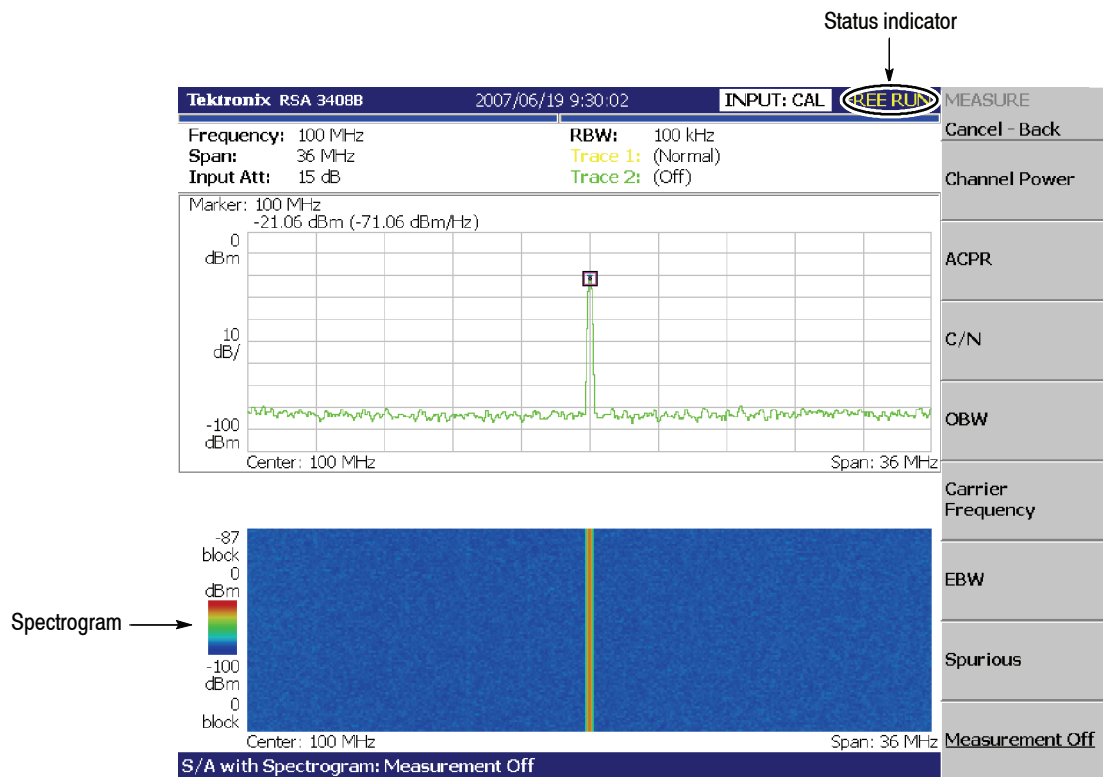 Status indicator
Tektronix RSA 3408B 2007/06/19 9:30:02 INPUT: CAL REE RUN MEASURE
Cancel - Back
Frequency: 100 MHz RBW: 100 kHz
Span: 36 MHz Trace 1: (Normal)
Input Att: 15 dB Trace 2: (Off)
Channel Power
Marker: 100 MHz
-21.06 dBm (-71.06 dBm/Hz)
0
dBm
ACPR
10
dB/
C/N
-100
dBm
OBW
Center: 100 MHz Span: 36 MHz
Carrier
Frequency
-87
block
0
dBm
EBW
Spectrogram
-100
dBm
Spurious
0
block
Center: 100 MHz Span: 36 MHz
Measurement Off
S/A with Spectrogram: Measurement Off